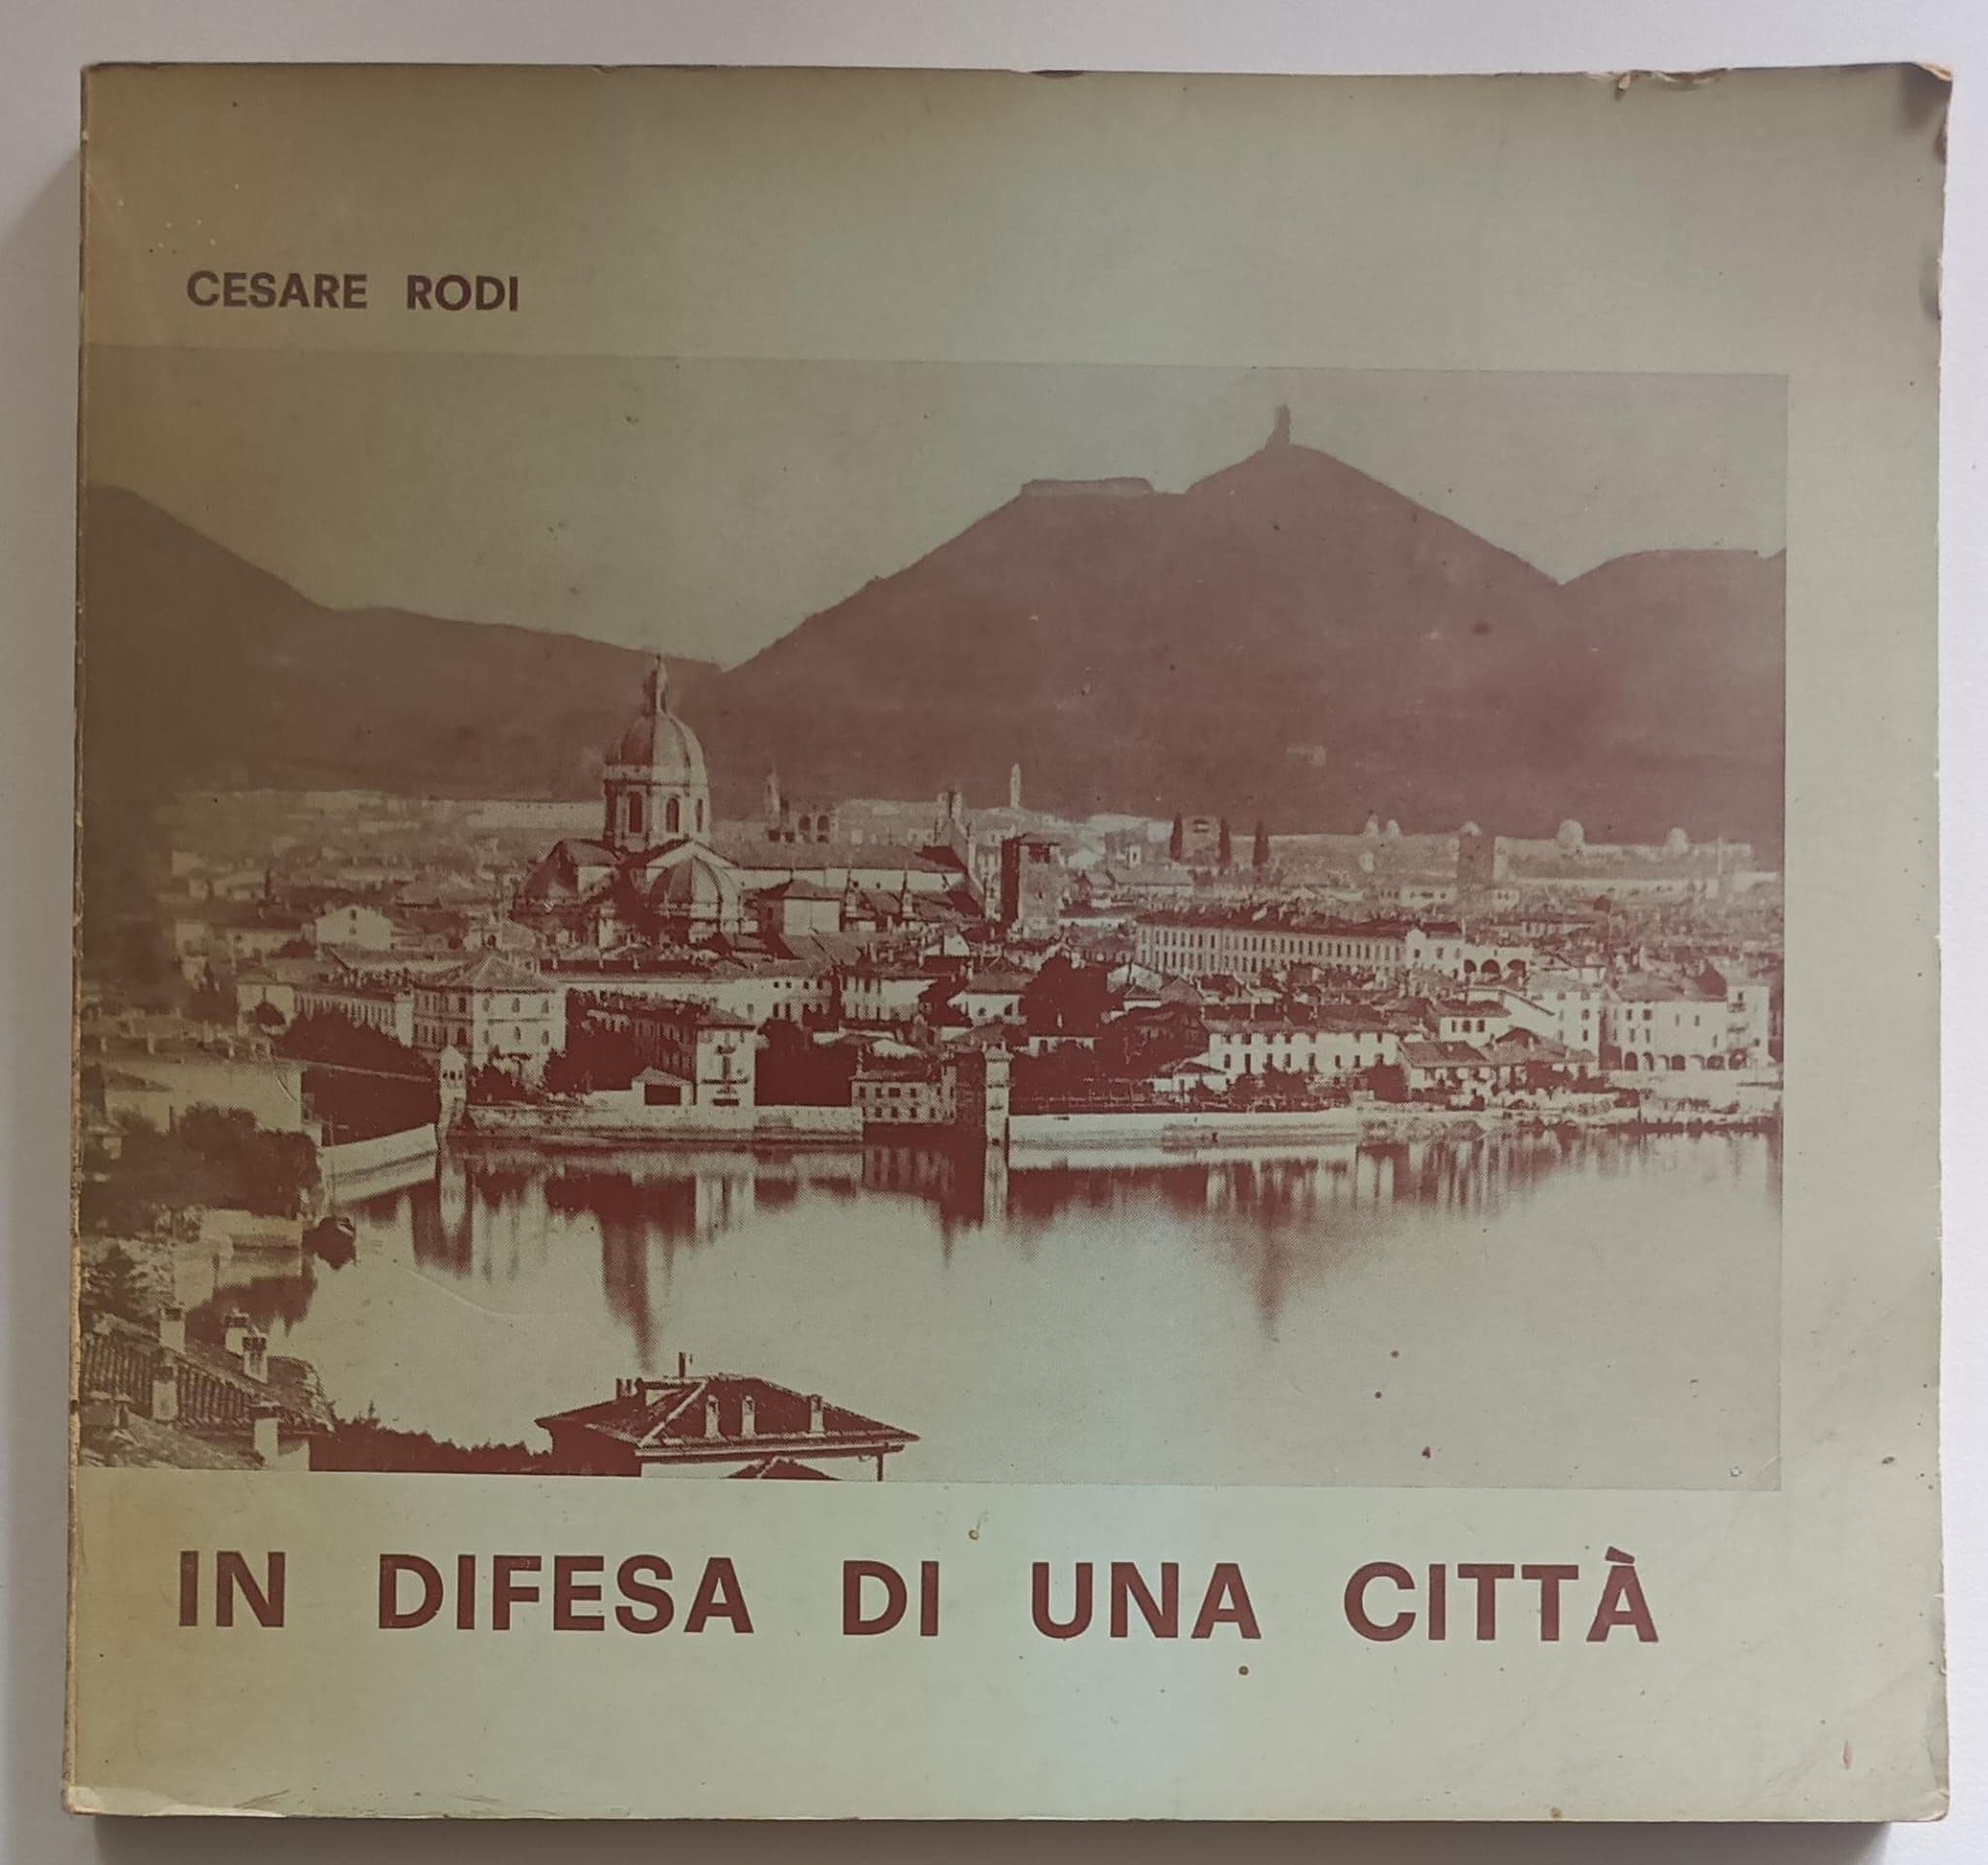 CESARE RODI
IN DIFESA DI UNA CITTÀ